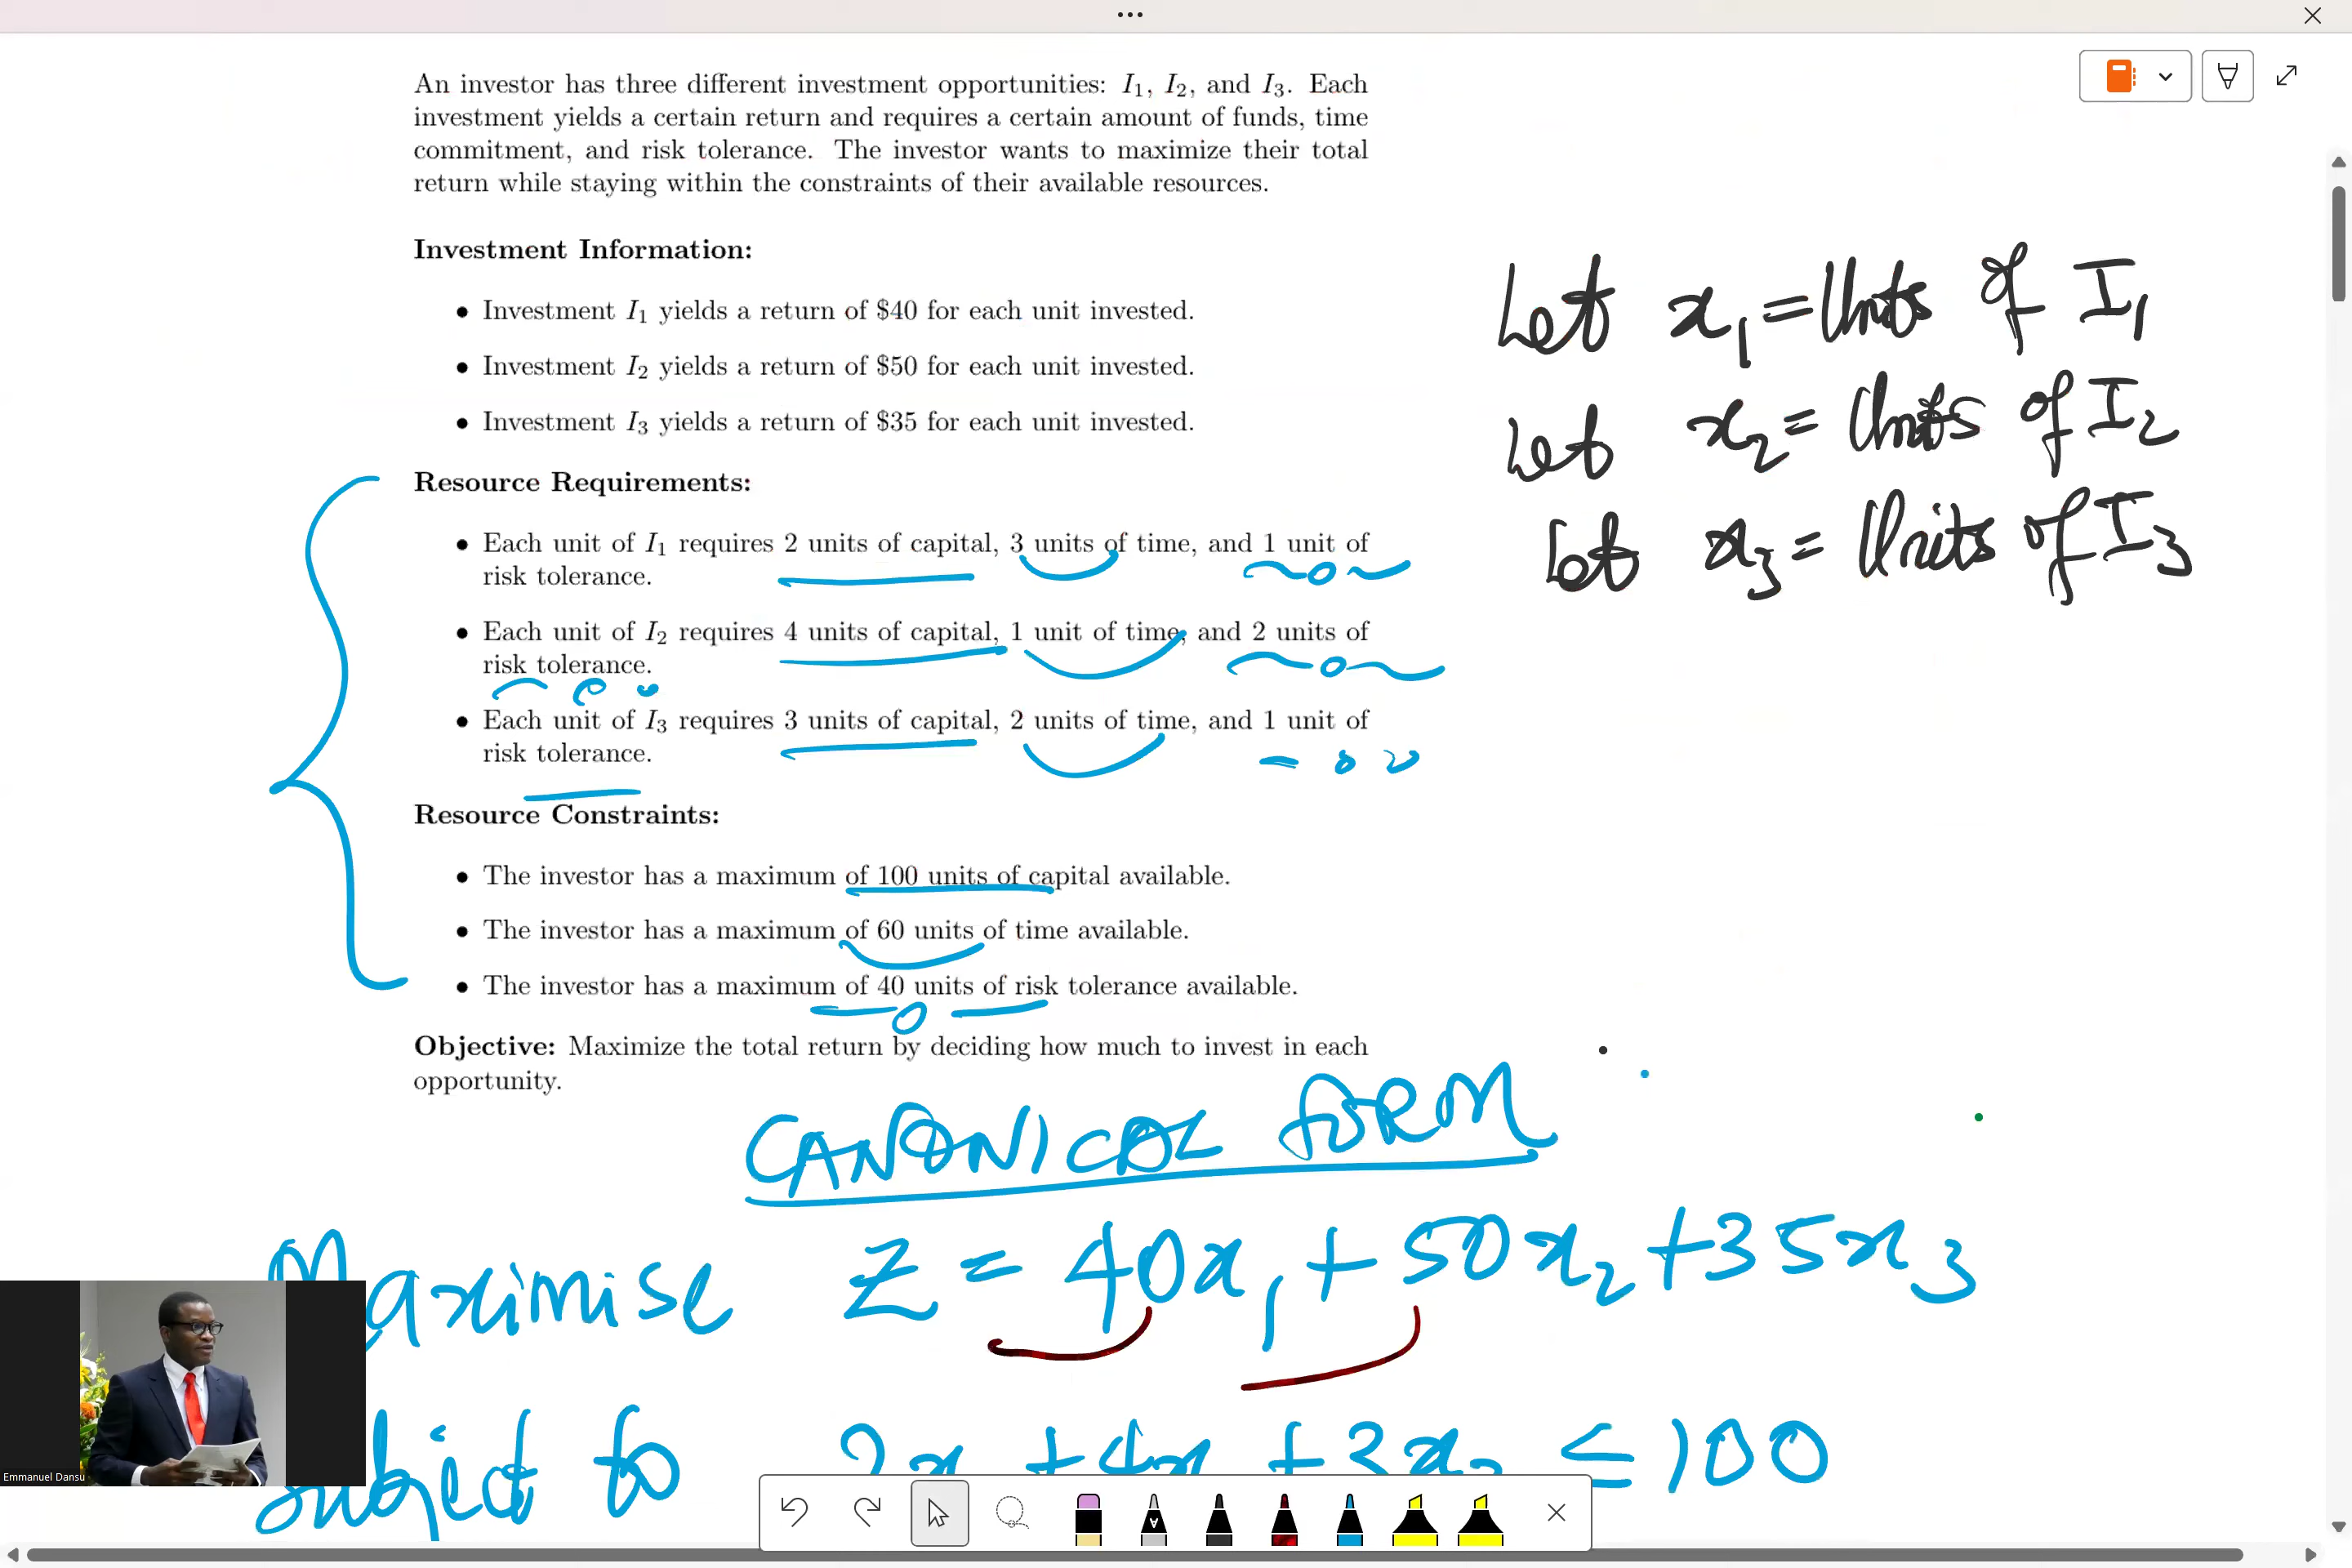 An investor has three different investment opportunities: I₁, I₂, and I₃. Each
investment yields a certain return and requires a certain amount of funds, time
commitment, and risk tolerance. The investor wants to maximize their total
return while staying within the constraints of their available resources.
Investment Information:
• Investment I₁ yields a return of $40 for each unit invested.
• Investment I₂ yields a return of $50 for each unit invested.
• Investment I₃ yields a return of $35 for each unit invested.
Resource Requirements:
• Each unit of I₁ requires 2 units of capital, 3 units of time, and 1 unit of
risk tolerance.
• Each unit of I₂ requires 4 units of capital, 1 unit of time, and 2 units of
risk tolerance.
• Each unit of I₃ requires 3 units of capital, 2 units of time, and 1 unit of
risk tolerance.
Resource Constraints:
• The investor has a maximum of 100 units of capital available.
• The investor has a maximum of 60 units of time available.
• The investor has a maximum of 40 units of risk tolerance available.
Objective: Maximize the total return by deciding how much to invest in each
opportunity.
Let x₁ = Units of I₁
Let x₂ = Units of I₂
Let x₃ = Units of I₃
CANONICAL FORM
Maximise Z = 40x₁ + 50x₂ + 35x₃
Subject to 2x + 4x + 3x ≤ 100
Emmanuel Dansu